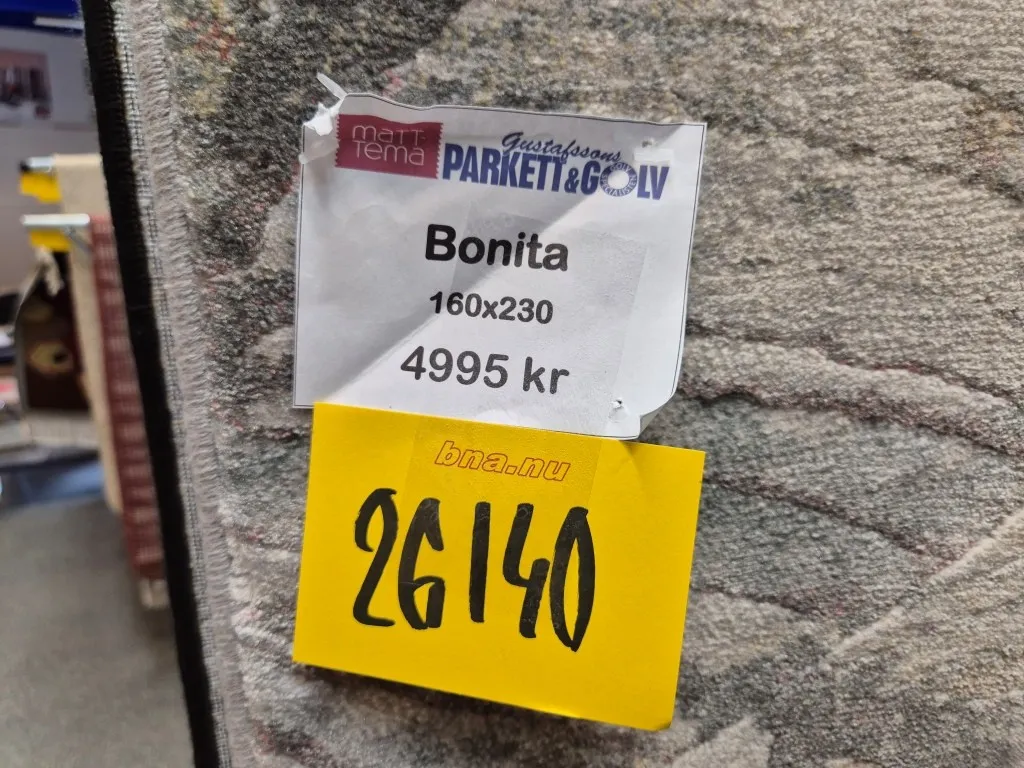 matt
tema
Gustafssons
PARKETT&GOLV
Bonita
160x230
4995 kr
bna.nu
26140